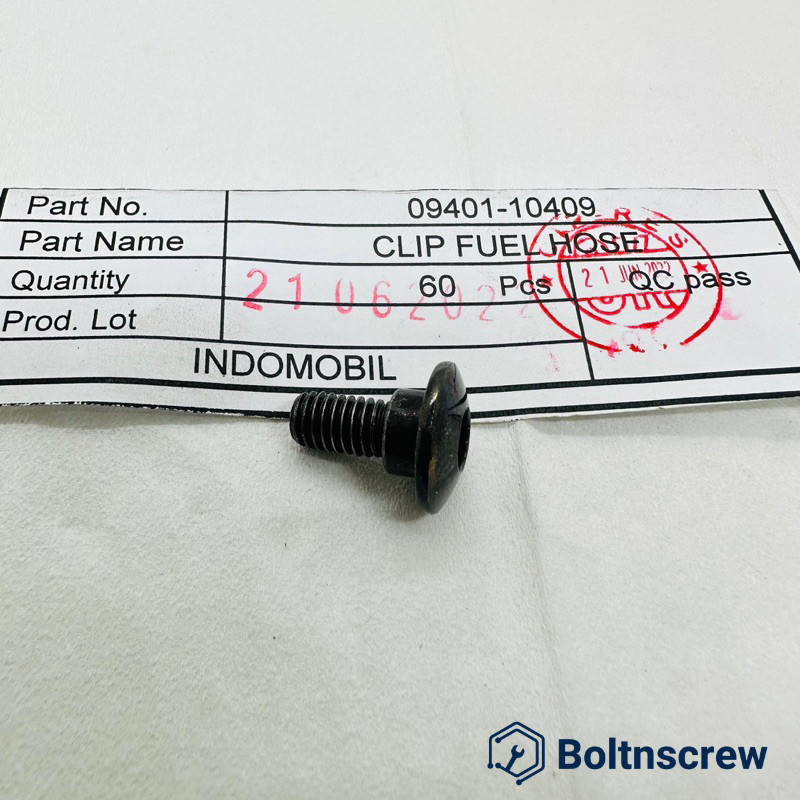 Part No. 09401-10409
Part Name CLIP FUEL HOSE
Quantity 60 Pcs QC pass
21062022
21 JUN 2022
Prod. Lot
INDOMOBIL
Boltnscrew